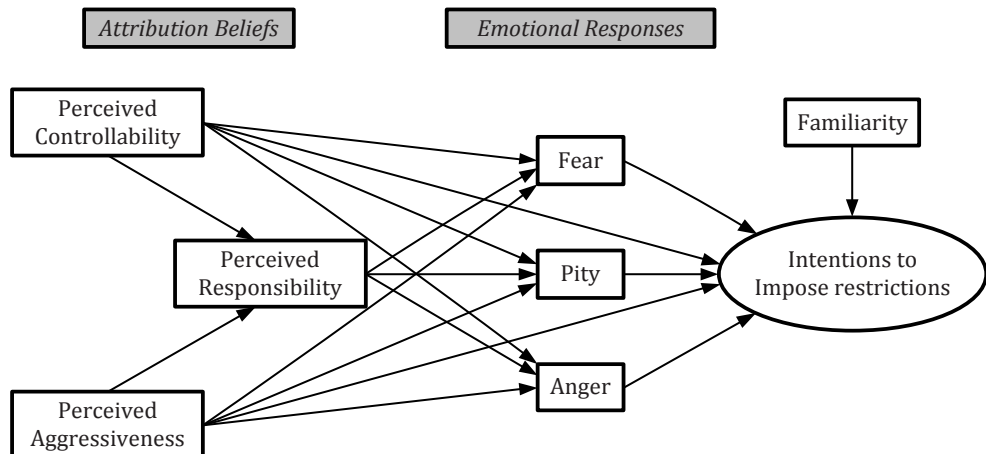 Attribution Beliefs
Emotional Responses
Perceived
Controllability
Familiarity
Fear
Perceived
Responsibility
Pity
Intentions to
Impose restrictions
Anger
Perceived
Aggressiveness